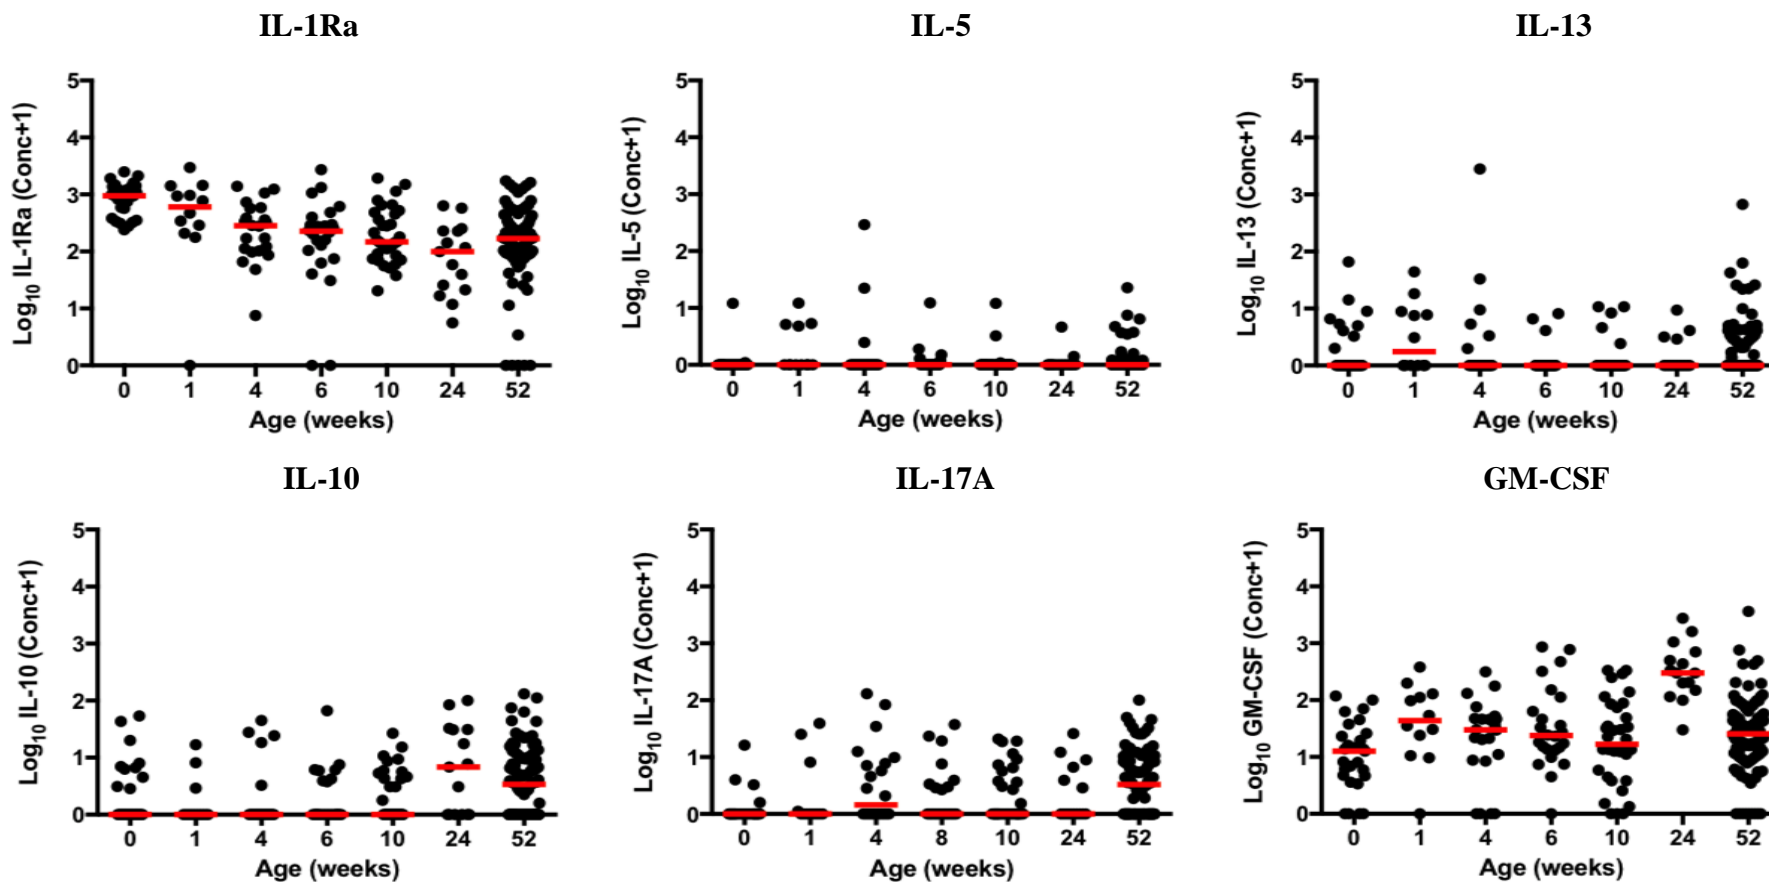 IL-1Ra
IL-5
IL-13
Log10 IL-1Ra (Conc+1)
5
4
3
2
1
0
0 1 4 6 10 24 52
Age (weeks)
Log10 IL-5 (Conc+1)
5
4
3
2
1
0
0 1 4 6 10 24 52
Age (weeks)
Log10 IL-13 (Conc+1)
5
4
3
2
1
0
0 1 4 6 10 24 52
Age (weeks)
IL-10
IL-17A
GM-CSF
Log10 IL-10 (Conc+1)
5
4
3
2
1
0
0 1 4 6 10 24 52
Age (weeks)
Log10 IL-17A (Conc+1)
5
4
3
2
1
0
0 1 4 8 10 24 52
Age (weeks)
Log10 GM-CSF (Conc+1)
5
4
3
2
1
0
0 1 4 6 10 24 52
Age (weeks)